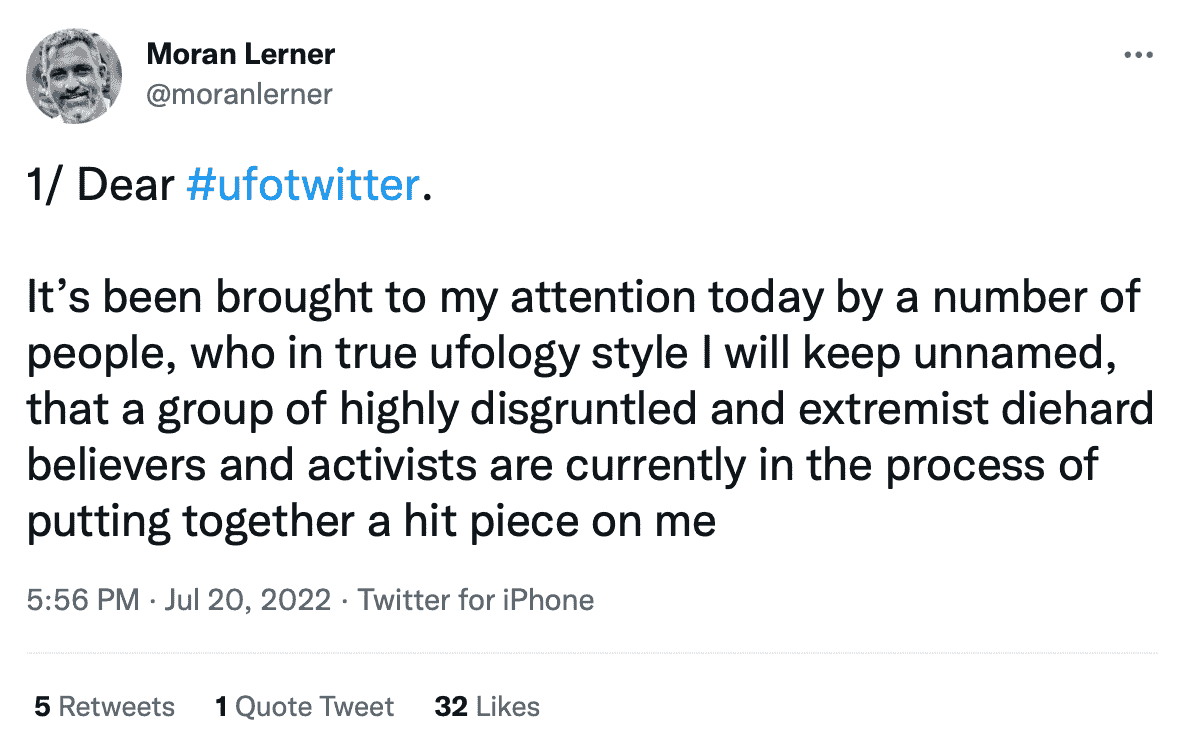 Moran Lerner
@moranlerner
1/ Dear #ufotwitter.
It’s been brought to my attention today by a number of
people, who in true ufology style I will keep unnamed,
that a group of highly disgruntled and extremist diehard
believers and activists are currently in the process of
putting together a hit piece on me
5:56 PM · Jul 20, 2022 · Twitter for iPhone
5 Retweets 1 Quote Tweet 32 Likes